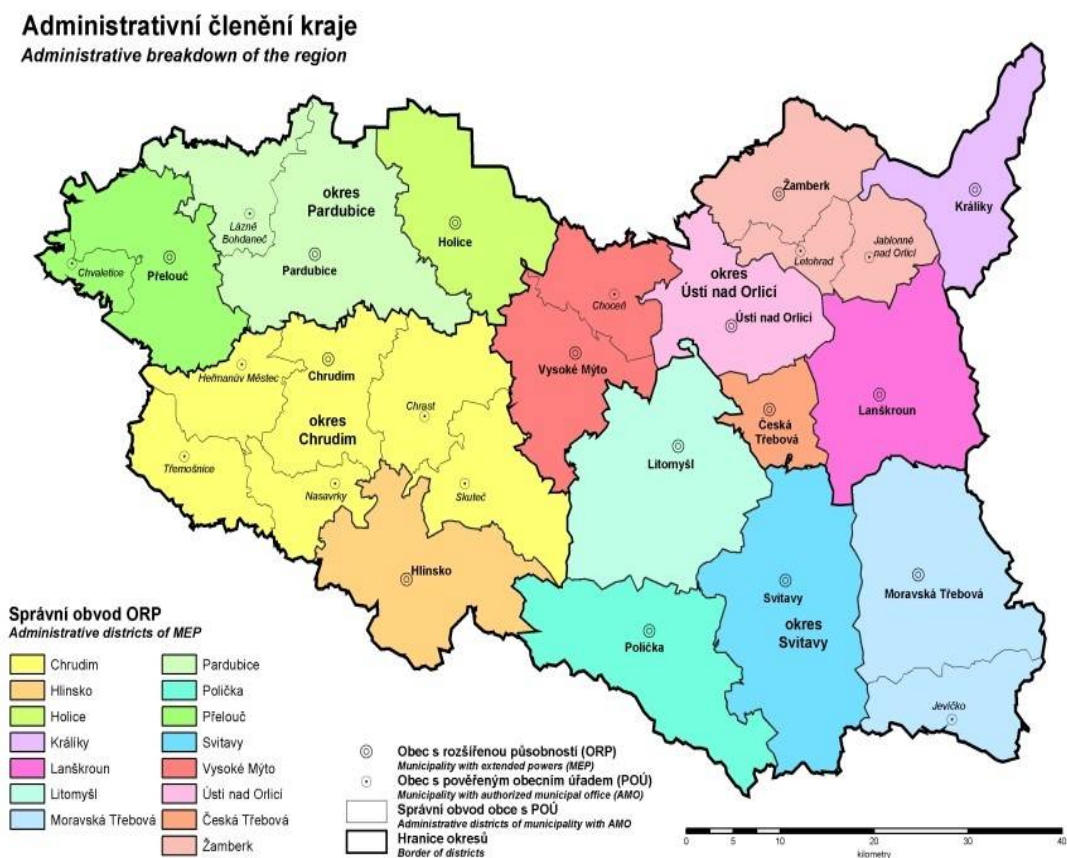 Administrativní členění kraje
Administrative breakdown of the region
Žamberk
Králíky
okres
Pardubice
Lázně
Bohdaneč
Holice
Jablonné
nad Orlicí
Letohrad
Chvaletice
Přelouč
Pardubice
okres
Ústí nad Orlicí
Choceň
Ústí nad Orlicí
Heřmanův Městec
Chrudim
Vysoké Mýto
Lanškroun
Chrast
okres
Chrudim
Česká
Třebová
Litomyšl
Třemošnice
Nasavrky
Skuteč
Hlinsko
Svitavy
Moravská Třebová
okres
Svitavy
Polička
Jevíčko
Správní obvod ORP
Administrative districts of MEP
Chrudim
Hlinsko
Holice
Králíky
Lanškroun
Litomyšl
Moravská Třebová
Pardubice
Polička
Přelouč
Svitavy
Vysoké Mýto
Ústí nad Orlicí
Česká Třebová
Žamberk
Obec s rozšířenou působností (ORP)
Municipality with extended powers (MEP)
Obec s pověřeným obecním úřadem (POÚ)
Municipality with authorized municipal office (AMO)
Správní obvod obce s POÚ
Administrative districts of municipality with AMO
Hranice okresů
Border of districts
0 10 20 30 40
kilometry